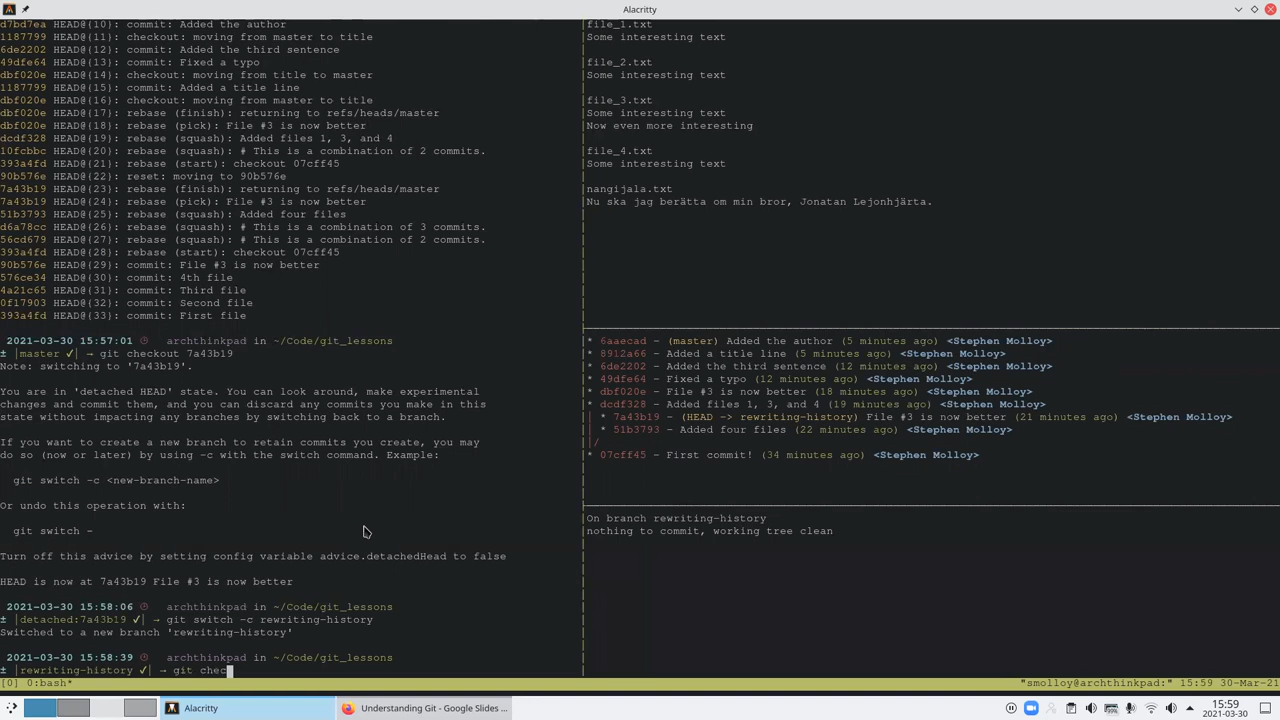 Alacritty
d7bd7ea HEAD@{10}: commit: Added the author
1187799 HEAD@{11}: checkout: moving from master to title
6de2202 HEAD@{12}: commit: Added the third sentence
49dfe64 HEAD@{13}: commit: Fixed a typo
dbf020e HEAD@{14}: checkout: moving from title to master
1187799 HEAD@{15}: commit: Added a title line
dbf020e HEAD@{16}: checkout: moving from master to title
dbf020e HEAD@{17}: rebase (finish): returning to refs/heads/master
dbf020e HEAD@{18}: rebase (pick): File #3 is now better
dcdf328 HEAD@{19}: rebase (squash): Added files 1, 3, and 4
10fcbbc HEAD@{20}: rebase (squash): # This is a combination of 2 commits.
393a4fd HEAD@{21}: rebase (start): checkout 07cff45
90b576e HEAD@{22}: reset: moving to 90b576e
7a43b19 HEAD@{23}: rebase (finish): returning to refs/heads/master
7a43b19 HEAD@{24}: rebase (pick): File #3 is now better
51b3793 HEAD@{25}: rebase (squash): Added four files
d6a78cc HEAD@{26}: rebase (squash): # This is a combination of 3 commits.
56cd679 HEAD@{27}: rebase (squash): # This is a combination of 2 commits.
393a4fd HEAD@{28}: rebase (start): checkout 07cff45
90b576e HEAD@{29}: commit: File #3 is now better
576ce34 HEAD@{30}: commit: 4th file
4a21c65 HEAD@{31}: commit: Third file
0f17903 HEAD@{32}: commit: Second file
393a4fd HEAD@{33}: commit: First file
2021-03-30 15:57:01 archthinkpad in ~/Code/git_lessons
± |master ✓| → git checkout 7a43b19
Note: switching to '7a43b19'.
You are in 'detached HEAD' state. You can look around, make experimental
changes and commit them, and you can discard any commits you make in this
state without impacting any branches by switching back to a branch.
If you want to create a new branch to retain commits you create, you may
do so (now or later) by using -c with the switch command. Example:
git switch -c <new-branch-name>
Or undo this operation with:
git switch -
Turn off this advice by setting config variable advice.detachedHead to false
HEAD is now at 7a43b19 File #3 is now better
2021-03-30 15:58:06 archthinkpad in ~/Code/git_lessons
± |detached:7a43b19 ✓| → git switch -c rewriting-history
Switched to a new branch 'rewriting-history'
2021-03-30 15:58:39 archthinkpad in ~/Code/git_lessons
± |rewriting-history ✓| → git chec
file_1.txt
Some interesting text
file_2.txt
Some interesting text
file_3.txt
Some interesting text
Now even more interesting
file_4.txt
Some interesting text
nangijala.txt
Nu ska jag berätta om min bror, Jonatan Lejonhjärta.
* 6aaecad - (master) Added the author (5 minutes ago) <Stephen Molloy>
* 8912a66 - Added a title line (5 minutes ago) <Stephen Molloy>
* 6de2202 - Added the third sentence (12 minutes ago) <Stephen Molloy>
* 49dfe64 - Fixed a typo (12 minutes ago) <Stephen Molloy>
* dbf020e - File #3 is now better (18 minutes ago) <Stephen Molloy>
* dcdf328 - Added files 1, 3, and 4 (19 minutes ago) <Stephen Molloy>
| * 7a43b19 - (HEAD -> rewriting-history) File #3 is now better (21 minutes ago) <Stephen Molloy>
| * 51b3793 - Added four files (22 minutes ago) <Stephen Molloy>
|/
* 07cff45 - First commit! (34 minutes ago) <Stephen Molloy>
On branch rewriting-history
nothing to commit, working tree clean
[0] 0:bash* "smolloy@archthinkpad:" 15:59 30-Mar-21
Alacritty
Understanding Git - Google Slides ...
15:59
2021-03-30